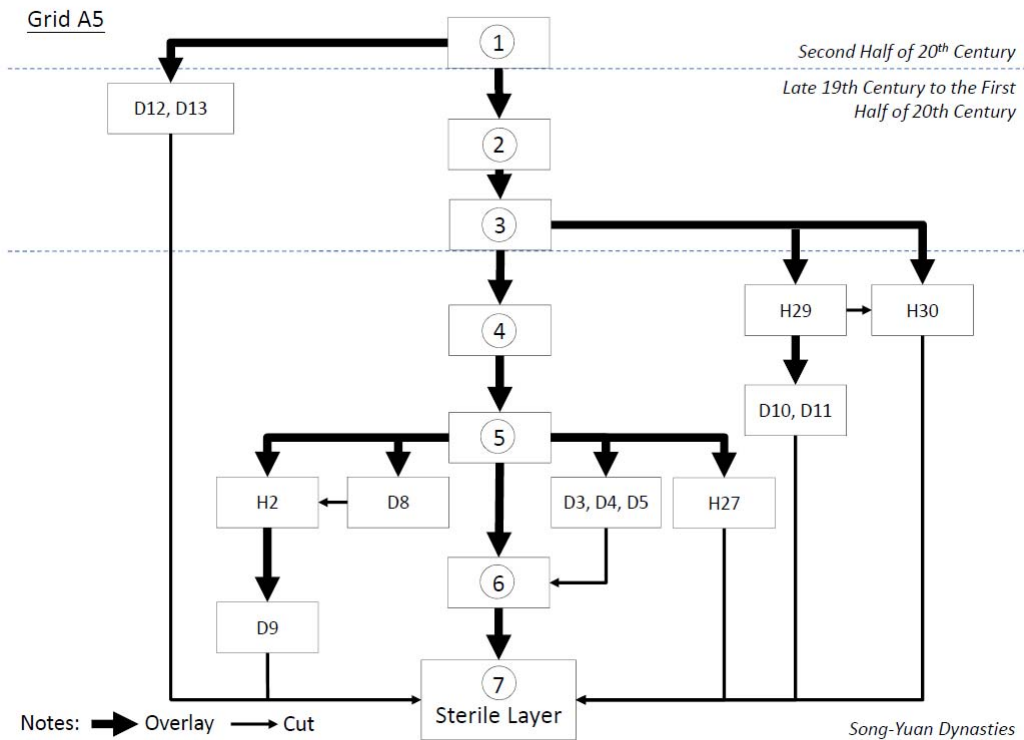 Grid A5
1
Second Half of 20th Century
Late 19th Century to the First
Half of 20th Century
D12, D13
2
3
H29
H30
4
D10, D11
5
H2
D8
D3, D4, D5
H27
6
D9
7
Sterile Layer
Notes: Overlay Cut
Song-Yuan Dynasties